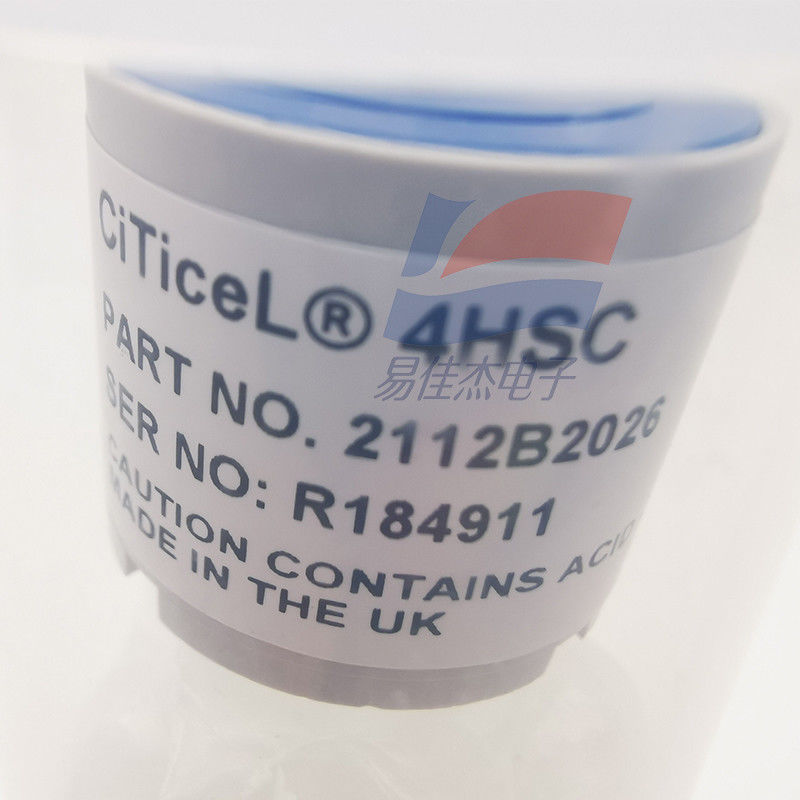 CiTiceL® 4HSC
易佳杰电子
PART NO. 2112B2026
SER NO: R184911
CAUTION CONTAINS ACID
MADE IN THE UK